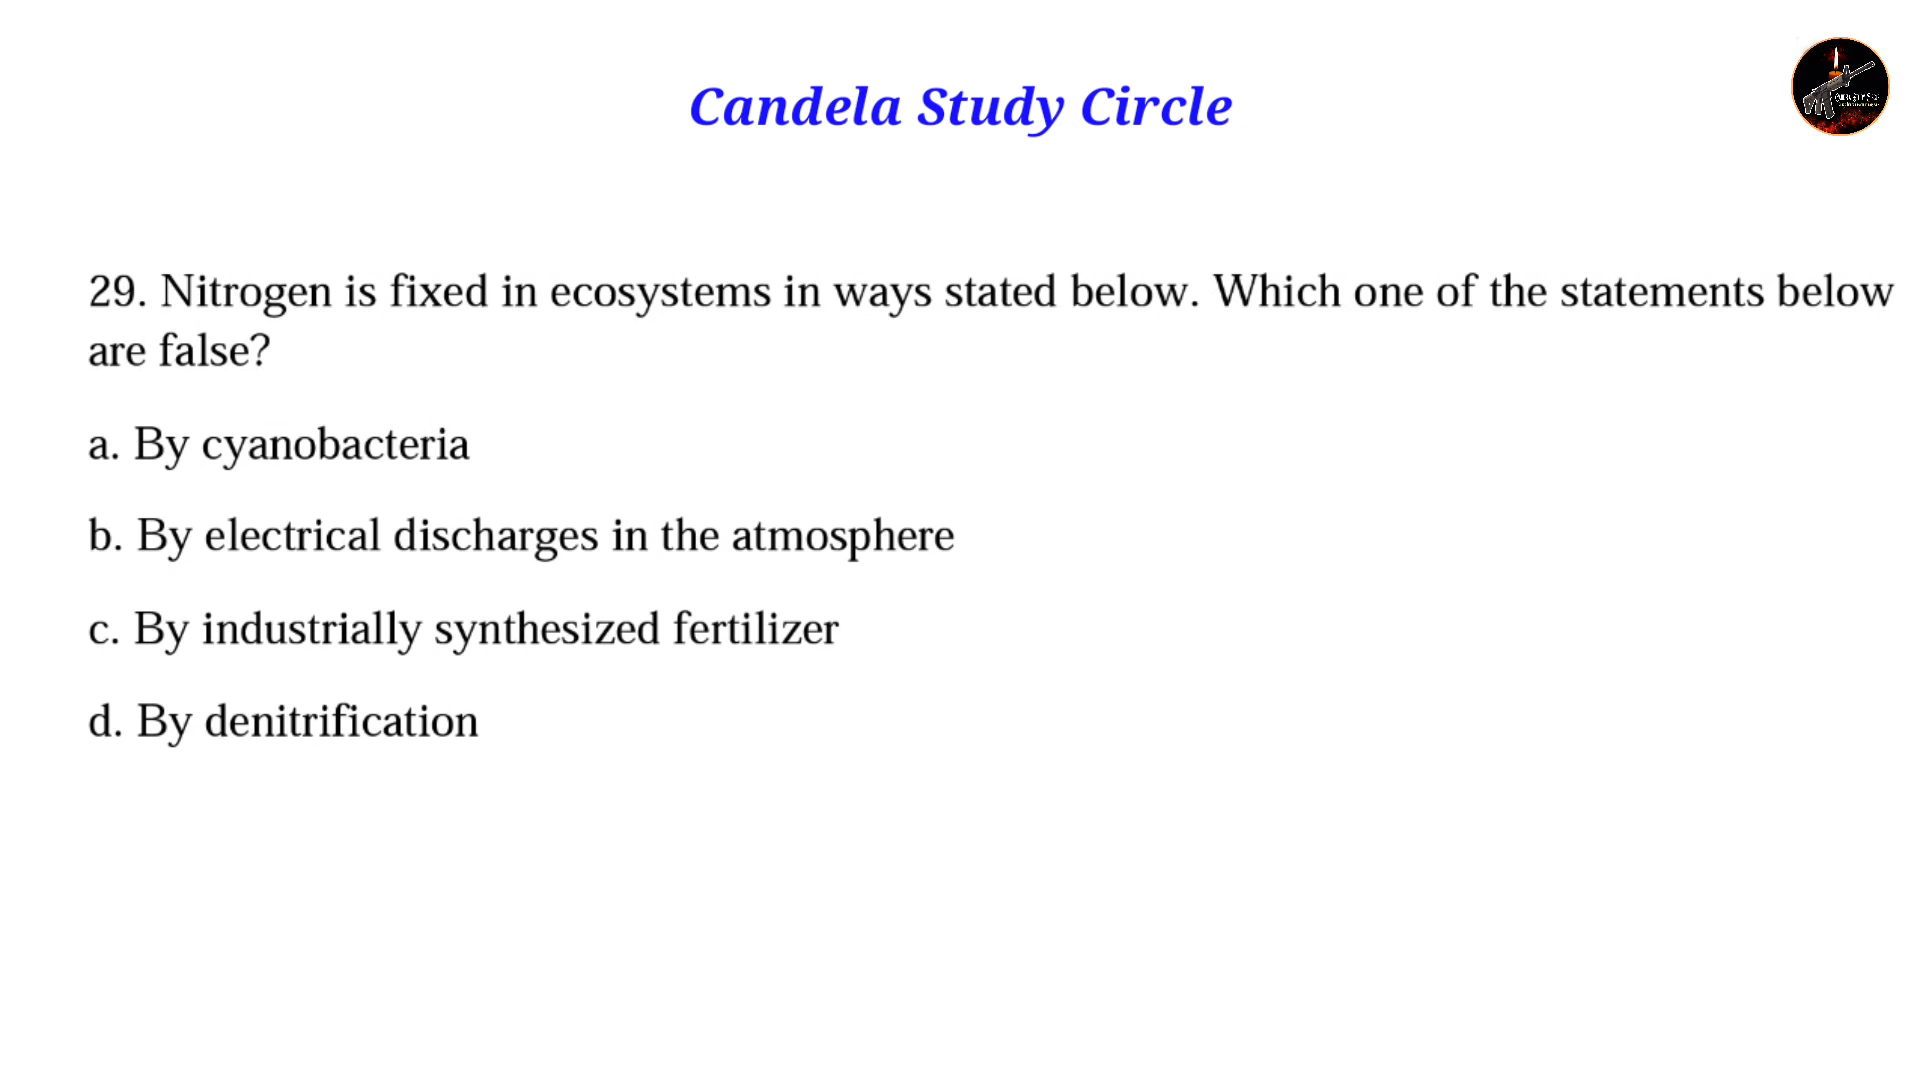 Candela Study Circle
29. Nitrogen is fixed in ecosystems in ways stated below. Which one of the statements below
are false?
a. By cyanobacteria
b. By electrical discharges in the atmosphere
c. By industrially synthesized fertilizer
d. By denitrification